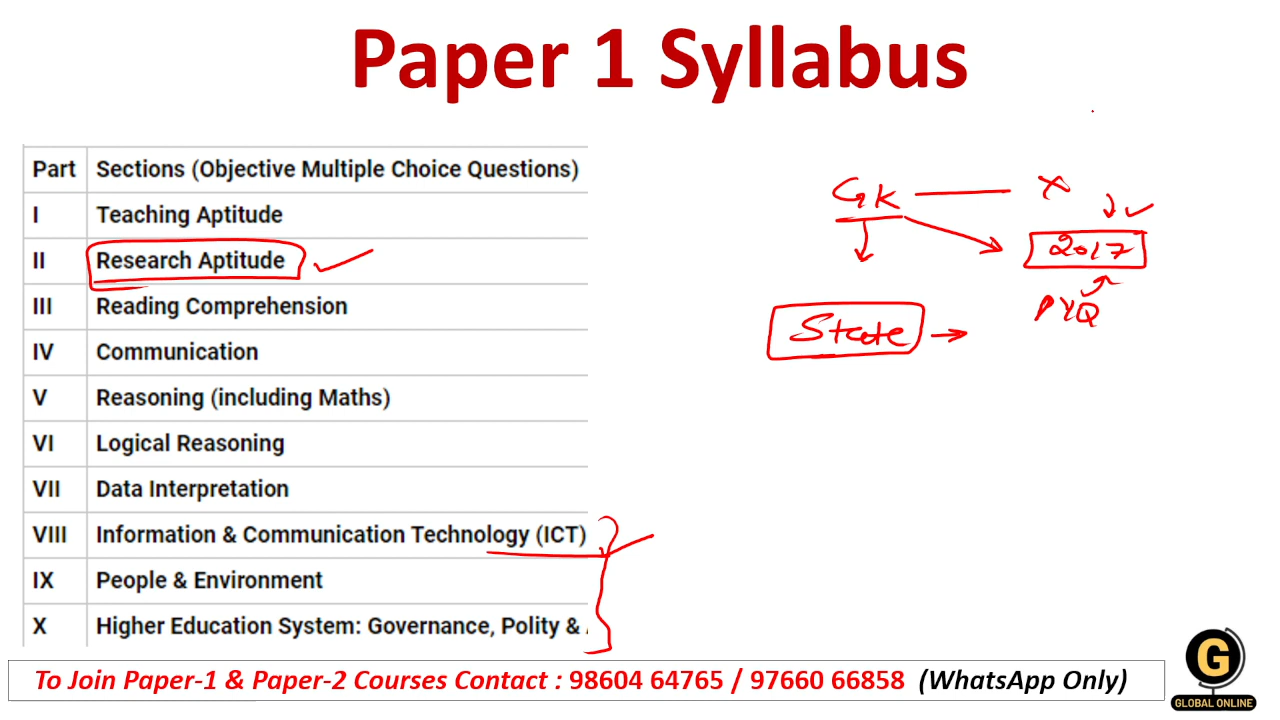 Paper 1 Syllabus
Part Sections (Objective Multiple Choice Questions)
I Teaching Aptitude
II Research Aptitude
III Reading Comprehension
IV Communication
V Reasoning (including Maths)
VI Logical Reasoning
VII Data Interpretation
VIII Information & Communication Technology (ICT)
IX People & Environment
X Higher Education System: Governance, Polity &
GK
2017
PYQ
State
To Join Paper-1 & Paper-2 Courses Contact : 98604 64765 / 97660 66858 (WhatsApp Only)
G
GLOBAL ONLINE